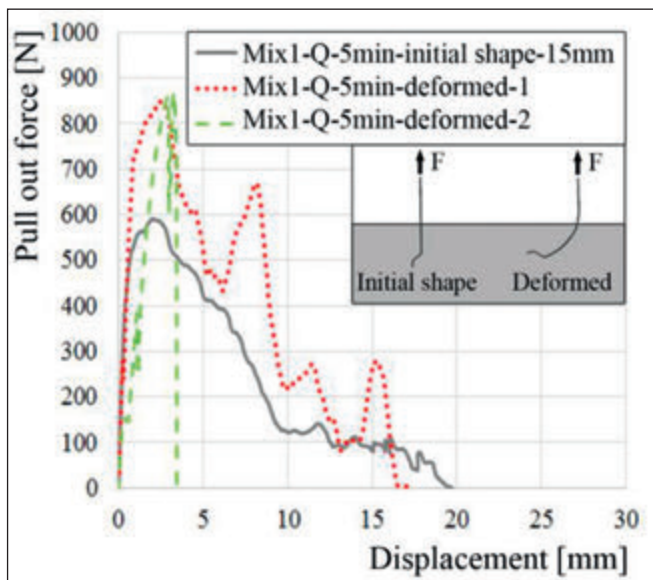 Pull out force [N]
1000
900
800
700
600
500
400
300
200
100
0
Mix1-Q-5min-initial shape-15mm
Mix1-Q-5min-deformed-1
Mix1-Q-5min-deformed-2
F F
Initial shape Deformed
0 5 10 15 20 25 30
Displacement [mm]